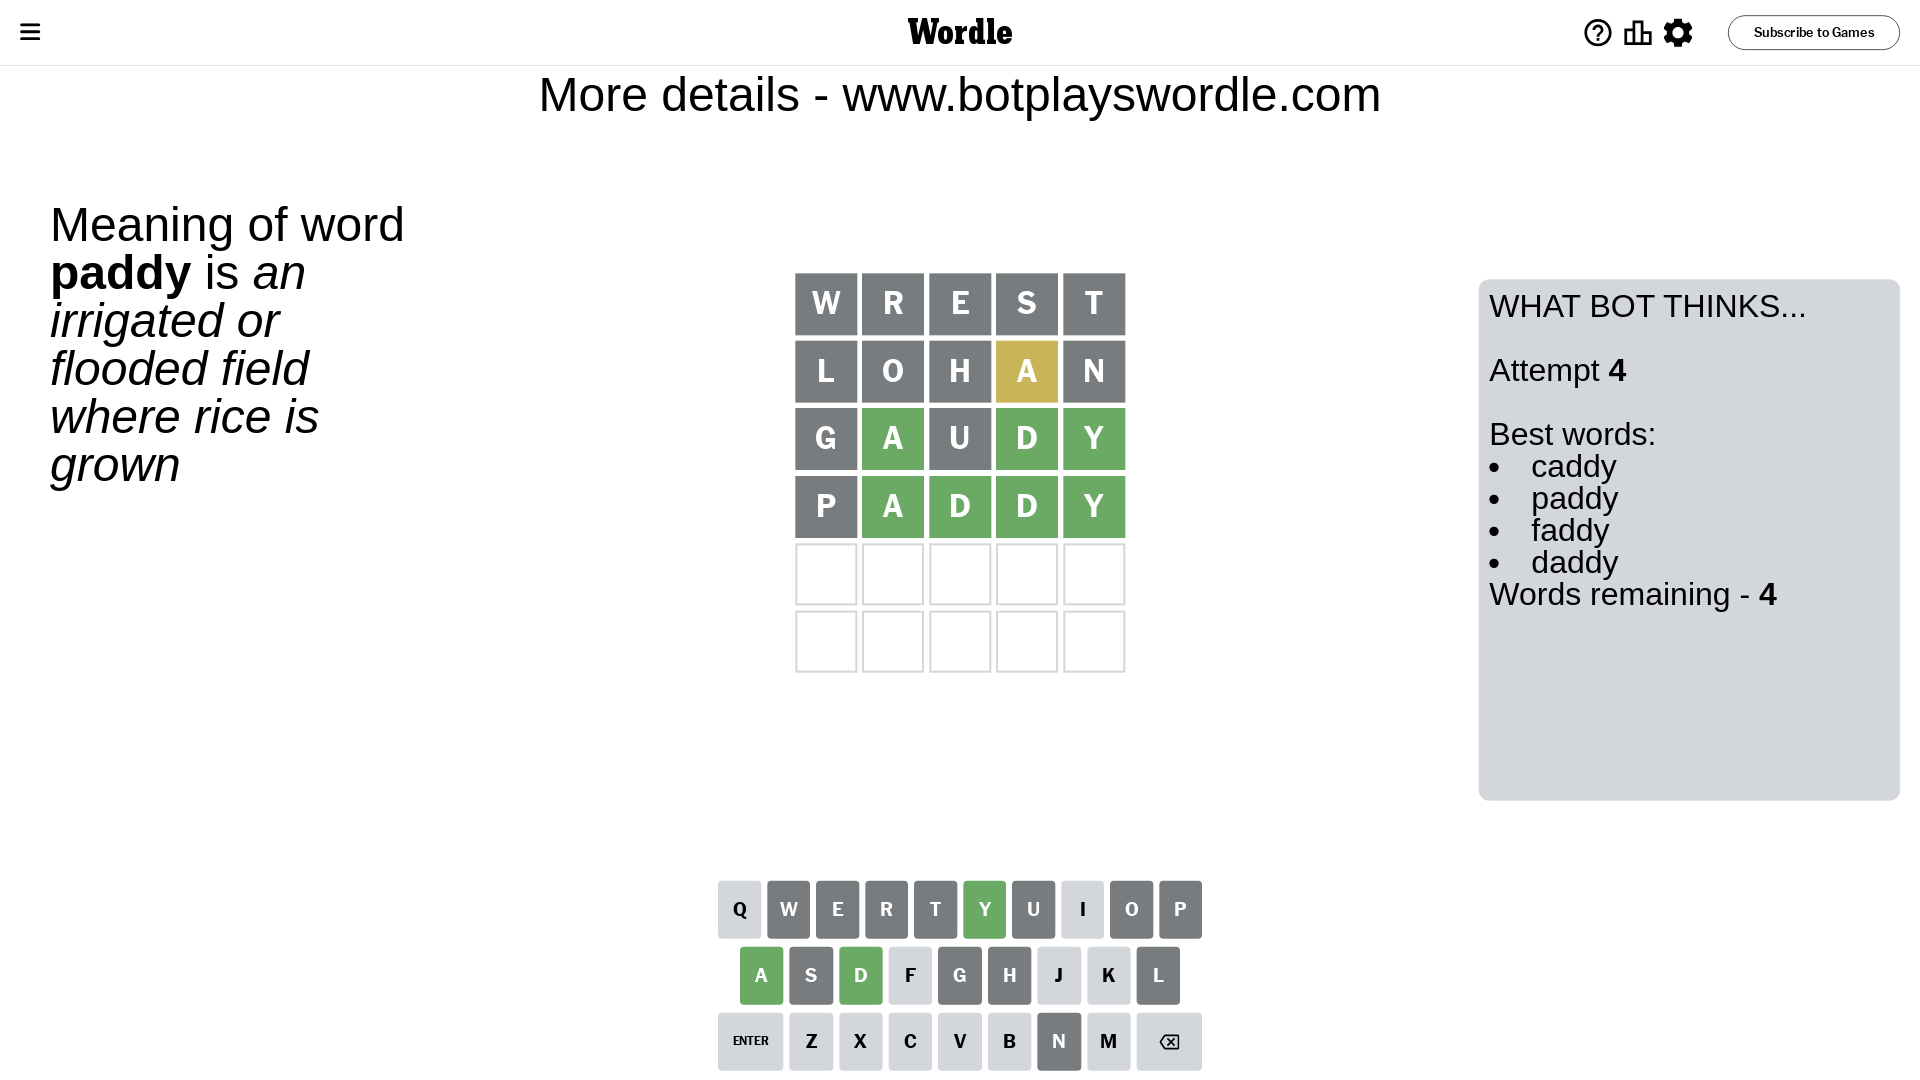 Wordle
Subscribe to Games
More details - www.botplayswordle.com
Meaning of word
paddy is an
irrigated or
flooded field
where rice is
grown
W R E S T
L O H A N
G A U D Y
P A D D Y
WHAT BOT THINKS...
Attempt 4
Best words:
• caddy
• paddy
• faddy
• daddy
Words remaining - 4
Q W E R T Y U I O P
A S D F G H J K L
ENTER Z X C V B N M